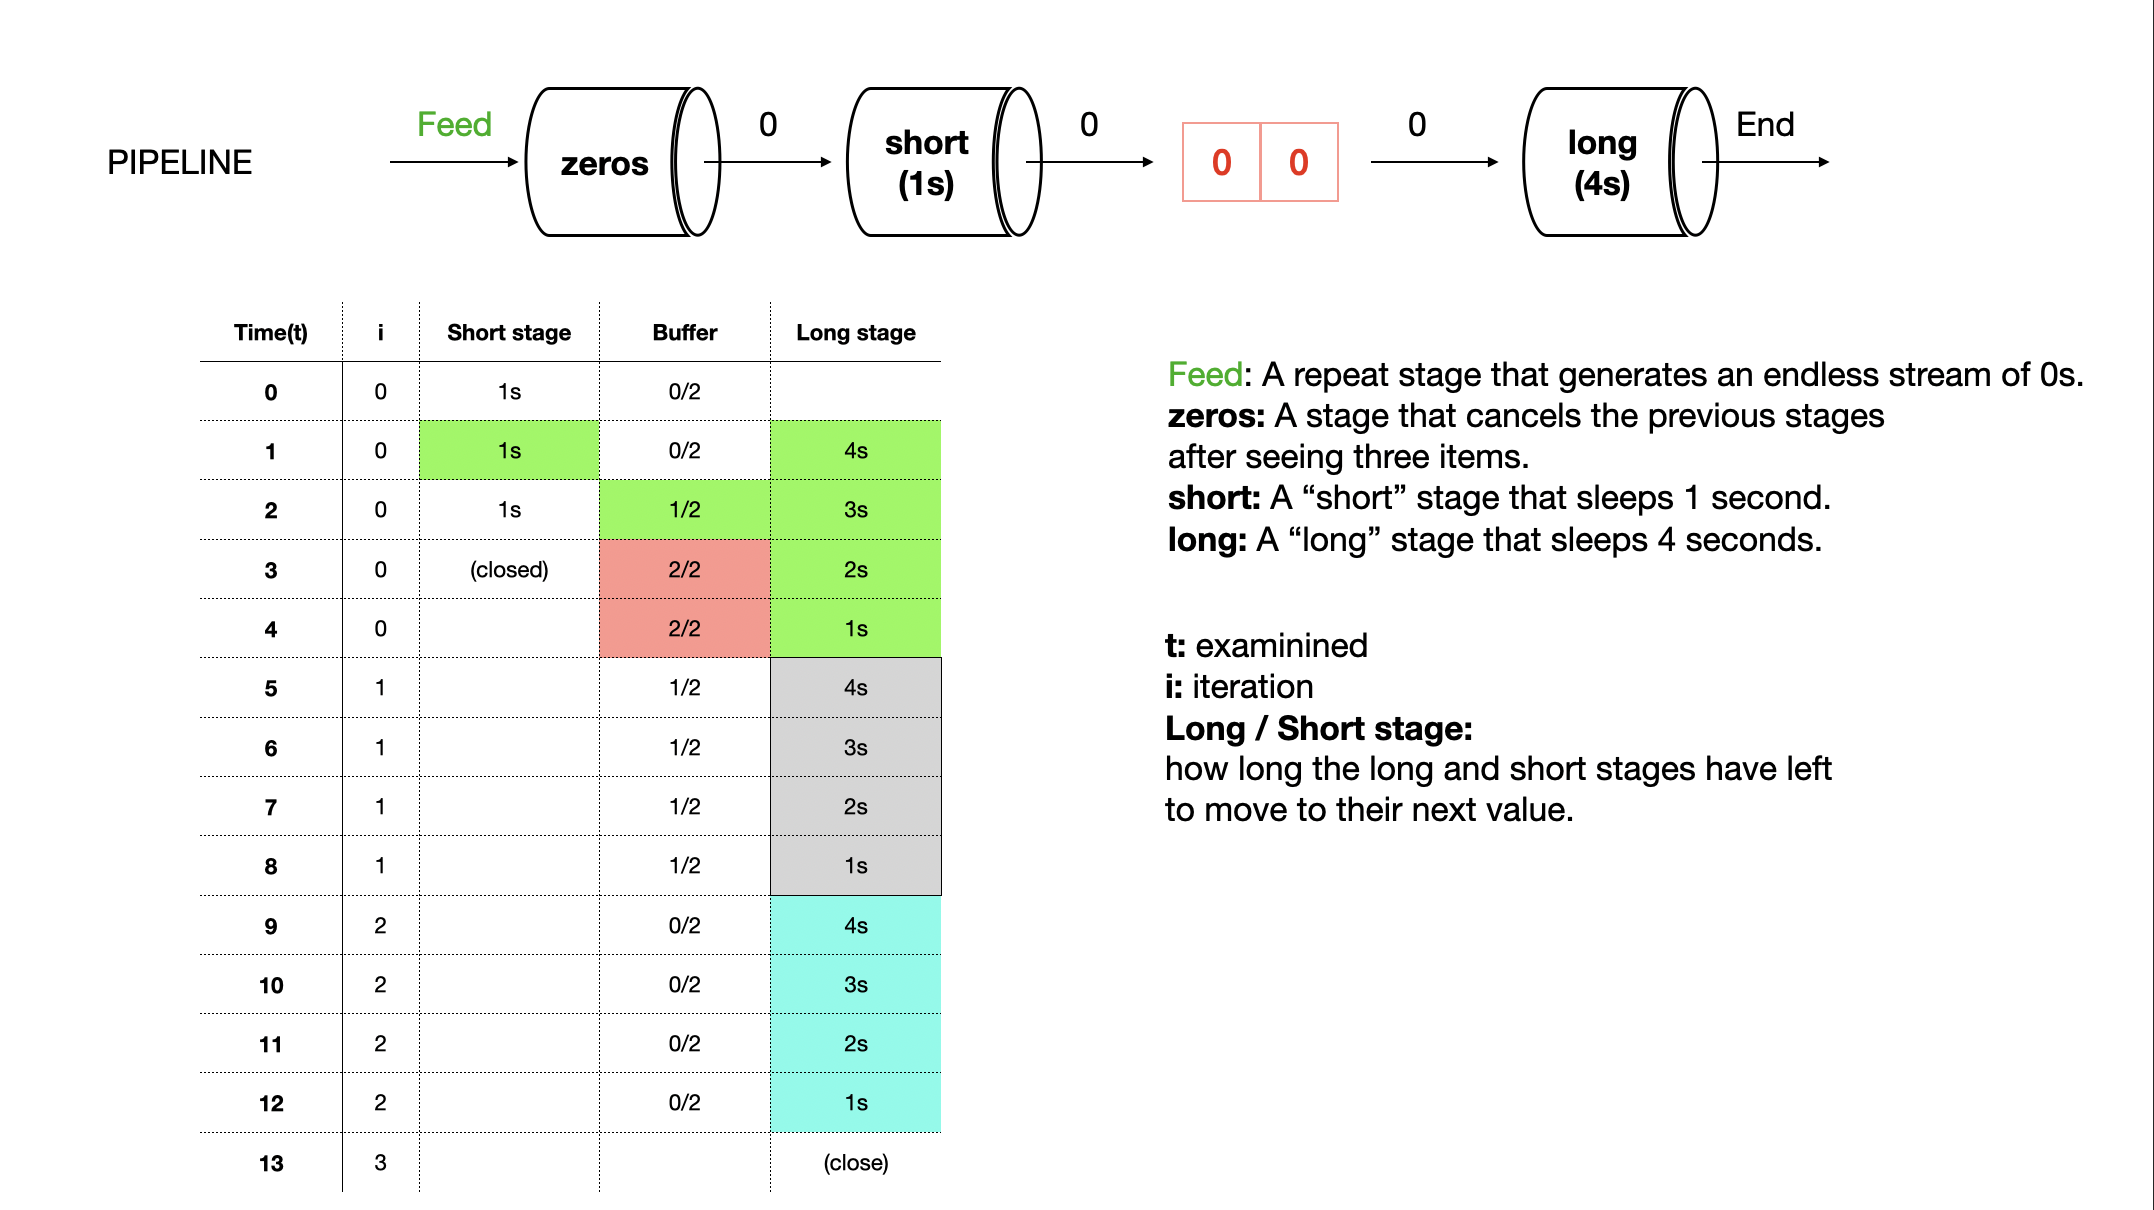 PIPELINE
Feed
zeros
0
short
(1s)
0
0 0
0
long
(4s)
End
Time(t) i Short stage Buffer Long stage
0 0 1s 0/2
1 0 1s 0/2 4s
2 0 1s 1/2 3s
3 0 (closed) 2/2 2s
4 0 2/2 1s
5 1 1/2 4s
6 1 1/2 3s
7 1 1/2 2s
8 1 1/2 1s
9 2 0/2 4s
10 2 0/2 3s
11 2 0/2 2s
12 2 0/2 1s
13 3 (close)
Feed: A repeat stage that generates an endless stream of 0s.
zeros: A stage that cancels the previous stages
after seeing three items.
short: A “short” stage that sleeps 1 second.
long: A “long” stage that sleeps 4 seconds.
t: examinined
i: iteration
Long / Short stage:
how long the long and short stages have left
to move to their next value.